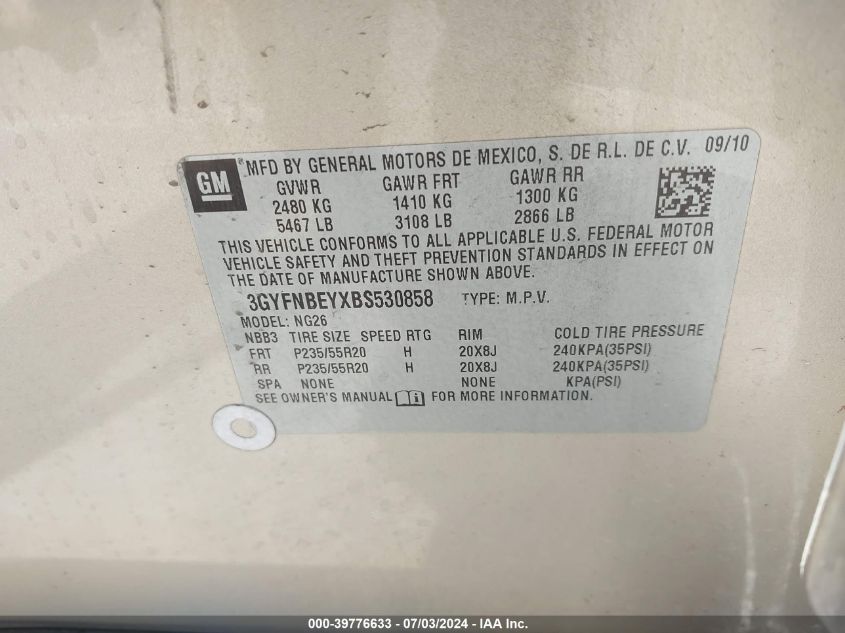 GM
MFD BY GENERAL MOTORS DE MEXICO, S. DE R.L. DE C.V. 09/10
GVWR GAWR FRT GAWR RR
2480 KG 1410 KG 1300 KG
5467 LB 3108 LB 2866 LB
THIS VEHICLE CONFORMS TO ALL APPLICABLE U.S. FEDERAL MOTOR
VEHICLE SAFETY AND THEFT PREVENTION STANDARDS IN EFFECT ON
THE DATE OF MANUFACTURE SHOWN ABOVE.
3GYFNBEYXBS530858 TYPE: M.P.V.
MODEL: NG26
NBB3 TIRE SIZE SPEED RTG RIM COLD TIRE PRESSURE
FRT P235/55R20 H 20X8J 240KPA(35PSI)
RR P235/55R20 H 20X8J 240KPA(35PSI)
SPA NONE NONE KPA(PSI)
SEE OWNER'S MANUAL FOR MORE INFORMATION.
000-39776633 - 07/03/2024 - IAA Inc.